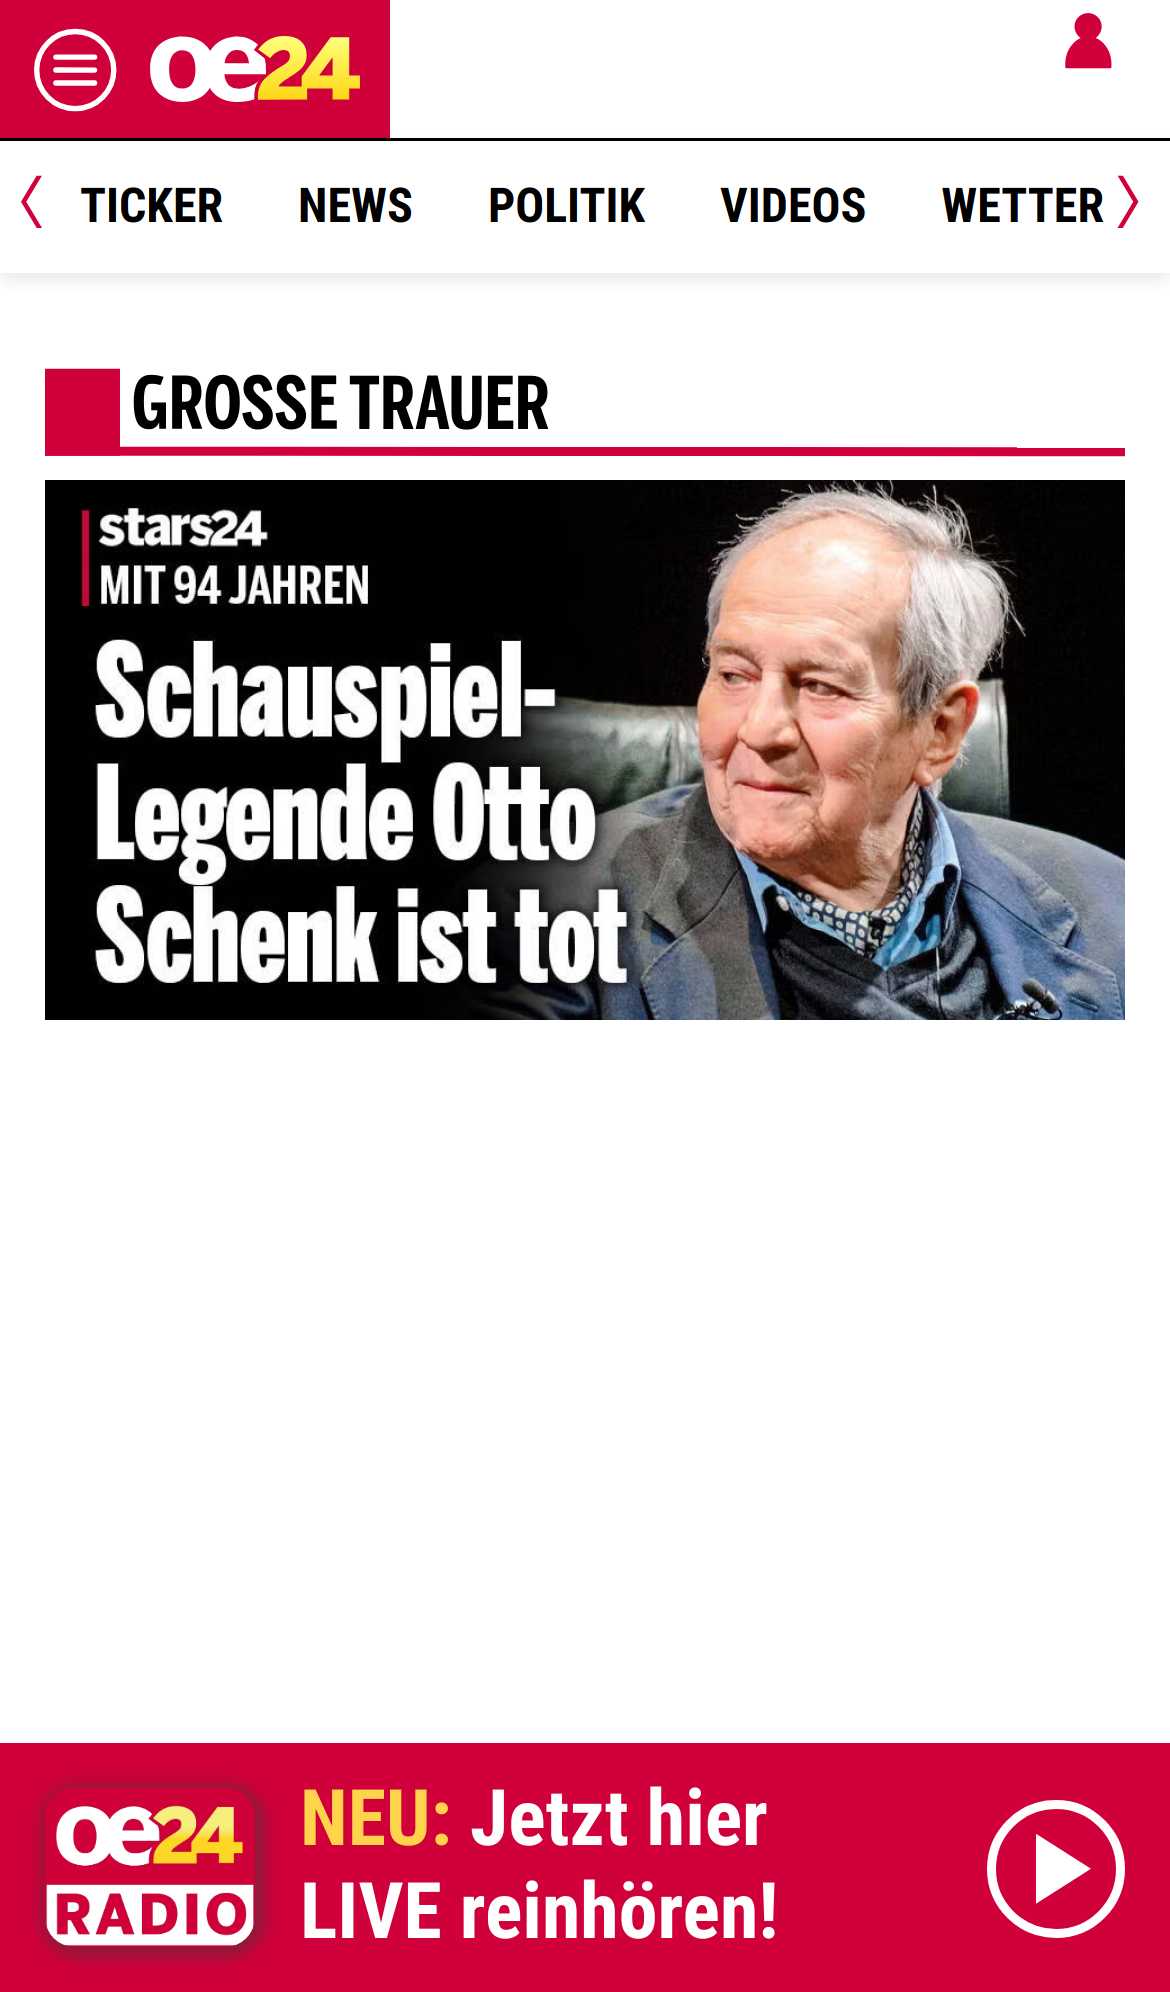 oe24
TICKER NEWS POLITIK VIDEOS WETTER
GROSSE TRAUER
stars24
MIT 94 JAHREN
Schauspiel-
Legende Otto
Schenk ist tot
oe24
RADIO
NEU: Jetzt hier
LIVE reinhören!